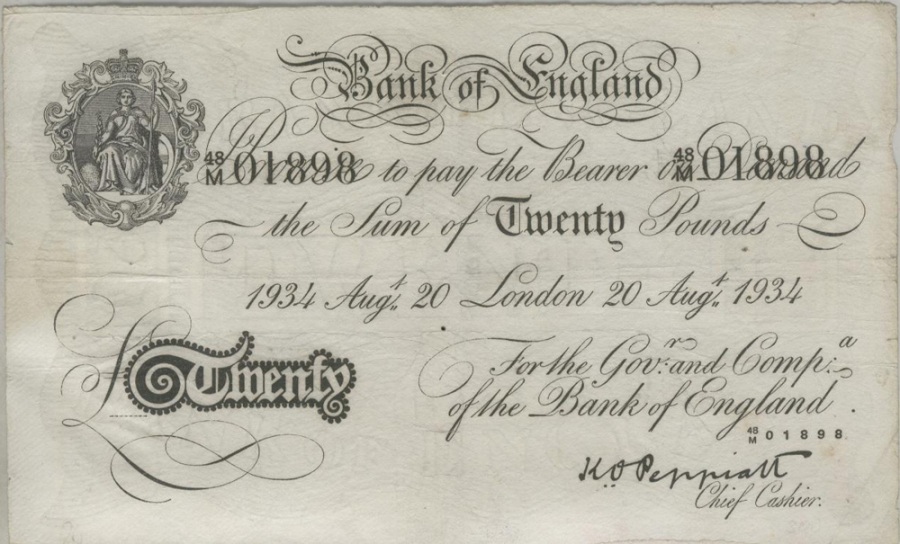 Bank of England
48/M 01898 48/M 01898
I Promise to pay the Bearer on Demand
the Sum of Twenty Pounds
1934 Augt. 20 London 20 Augt. 1934
£ Twenty
For the Govr: and Compa:
of the Bank of England.
48/M 01898
K.O. Peppiatt
Chief Cashier.